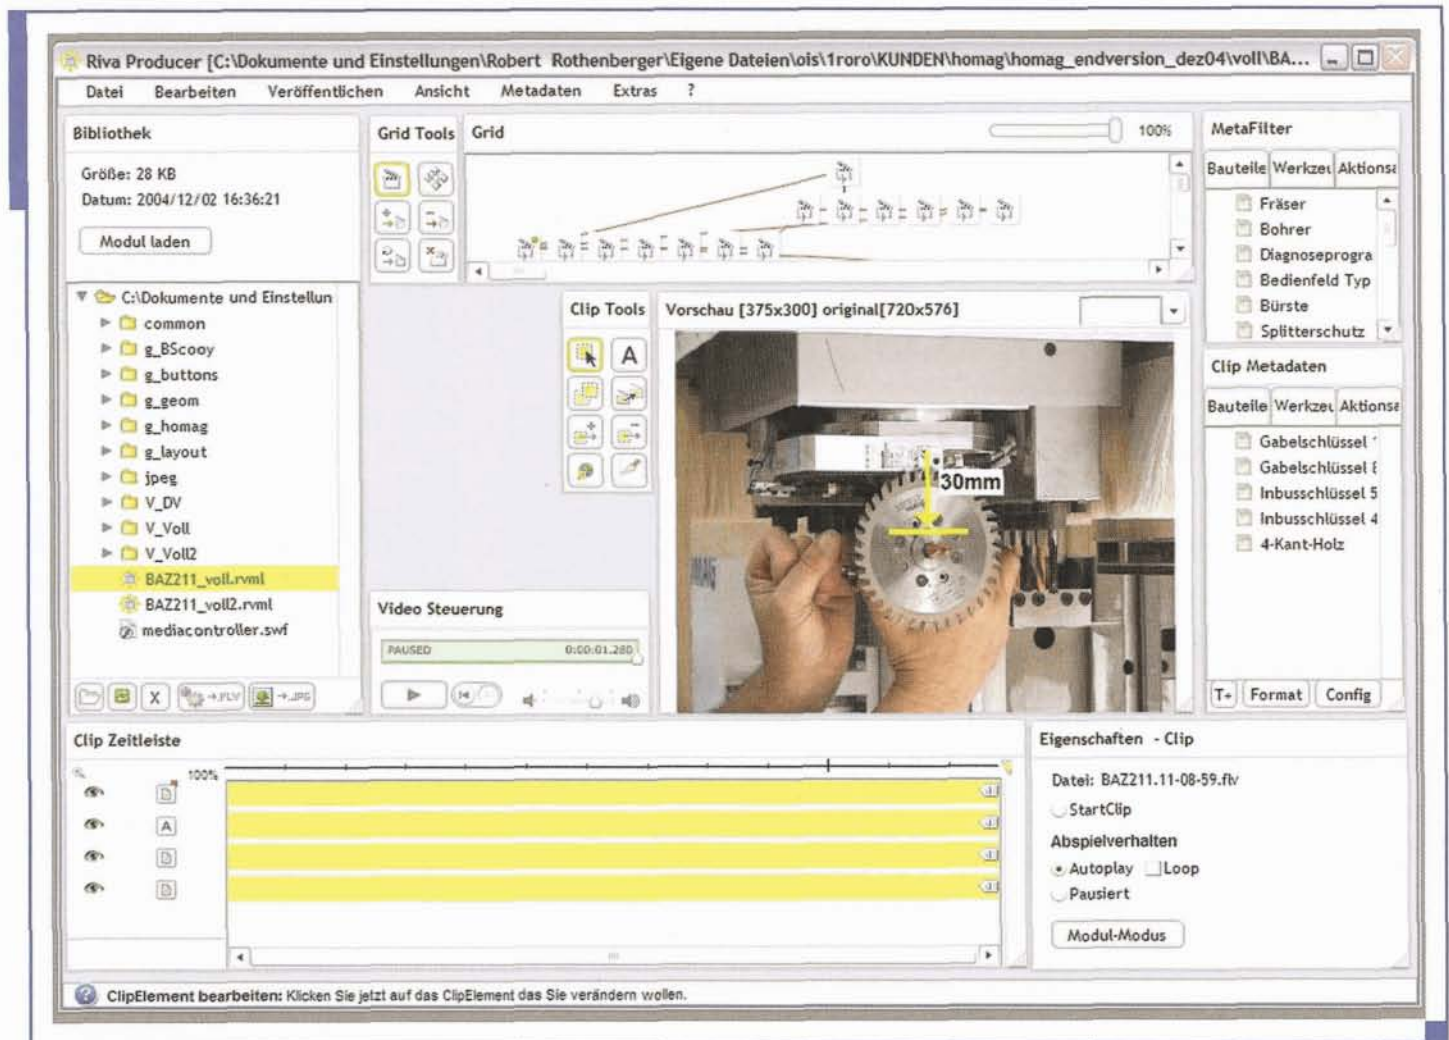 Riva Producer [C:\Dokumente und Einstellungen\Robert Rothenberger\Eigene Dateien\ois\1roro\KUNDEN\homag\homag_endversion_dez04\voll\BA...
Datei Bearbeiten Veröffentlichen Ansicht Metadaten Extras ?
Bibliothek
Größe: 28 KB
Datum: 2004/12/02 16:36:21
Modul laden
C:\Dokumente und Einstellun
common
g_BScooy
g_buttons
g_geom
g_homag
g_layout
jpeg
V_DV
V_Voll
V_Voll2
BAZ211_voll.rvml
BAZ211_voll2.rvml
mediacontroller.swf
X →.FLV →.JPG
Grid Tools
Grid
100%
Clip Tools
A
Vorschau [375x300] original[720x576]
30mm
Video Steuerung
PAUSED 0:00:01.280
MetaFilter
Bauteile Werkzeu Aktionsa
Fräser
Bohrer
Diagnoseprogra
Bedienfeld Typ
Bürste
Splitterschutz
Clip Metadaten
Bauteile Werkzeu Aktionse
Gabelschlüssel
Gabelschlüssel
Inbusschlüssel 5
Inbusschlüssel 4
4-Kant-Holz
T+ Format Config
Clip Zeitleiste
100%
A
Eigenschaften - Clip
Datei: BAZ211.11-08-59.flv
StartClip
Abspielverhalten
Autoplay Loop
Pausiert
Modul-Modus
? ClipElement bearbeiten: Klicken Sie jetzt auf das ClipElement das Sie verändern wollen.